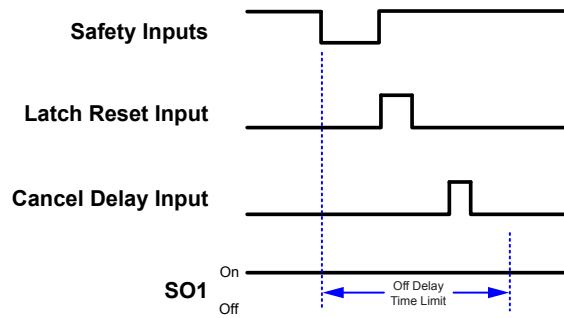 Safety Inputs
Latch Reset Input
Cancel Delay Input
SO1
On
Off
Off Delay
Time Limit